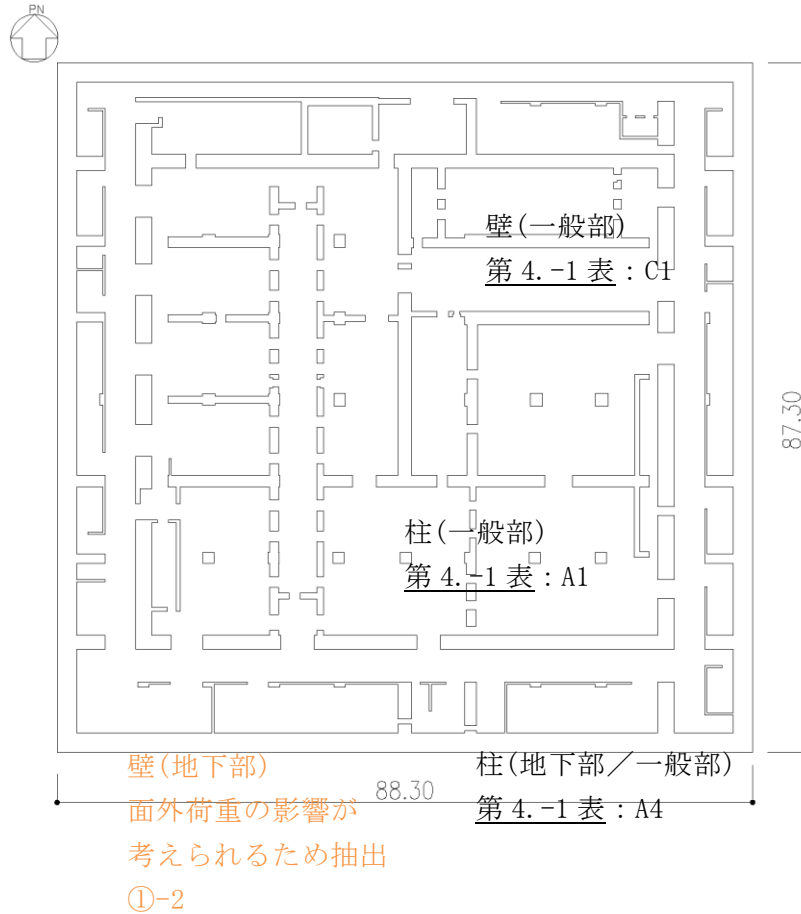 PN
壁(一般部)
第 4.-1 表：C1
87.30
柱(一般部)
第 4.-1 表：A1
壁(地下部)
面外荷重の影響が
考えられるため抽出
①-2
88.30
柱(地下部／一般部)
第 4.-1 表：A4